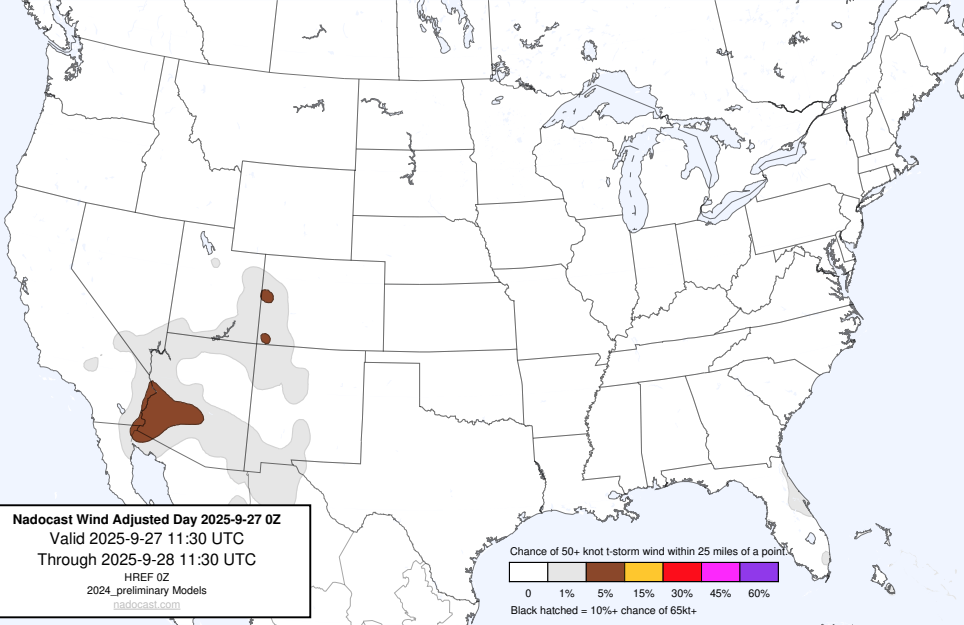 Nadocast Wind Adjusted Day 2025-9-27 0Z
Valid 2025-9-27 11:30 UTC
Through 2025-9-28 11:30 UTC
HREF 0Z
2024_preliminary Models
nadocast.com
Chance of 50+ knot t-storm wind within 25 miles of a point.
0 1% 5% 15% 30% 45% 60%
Black hatched = 10%+ chance of 65kt+